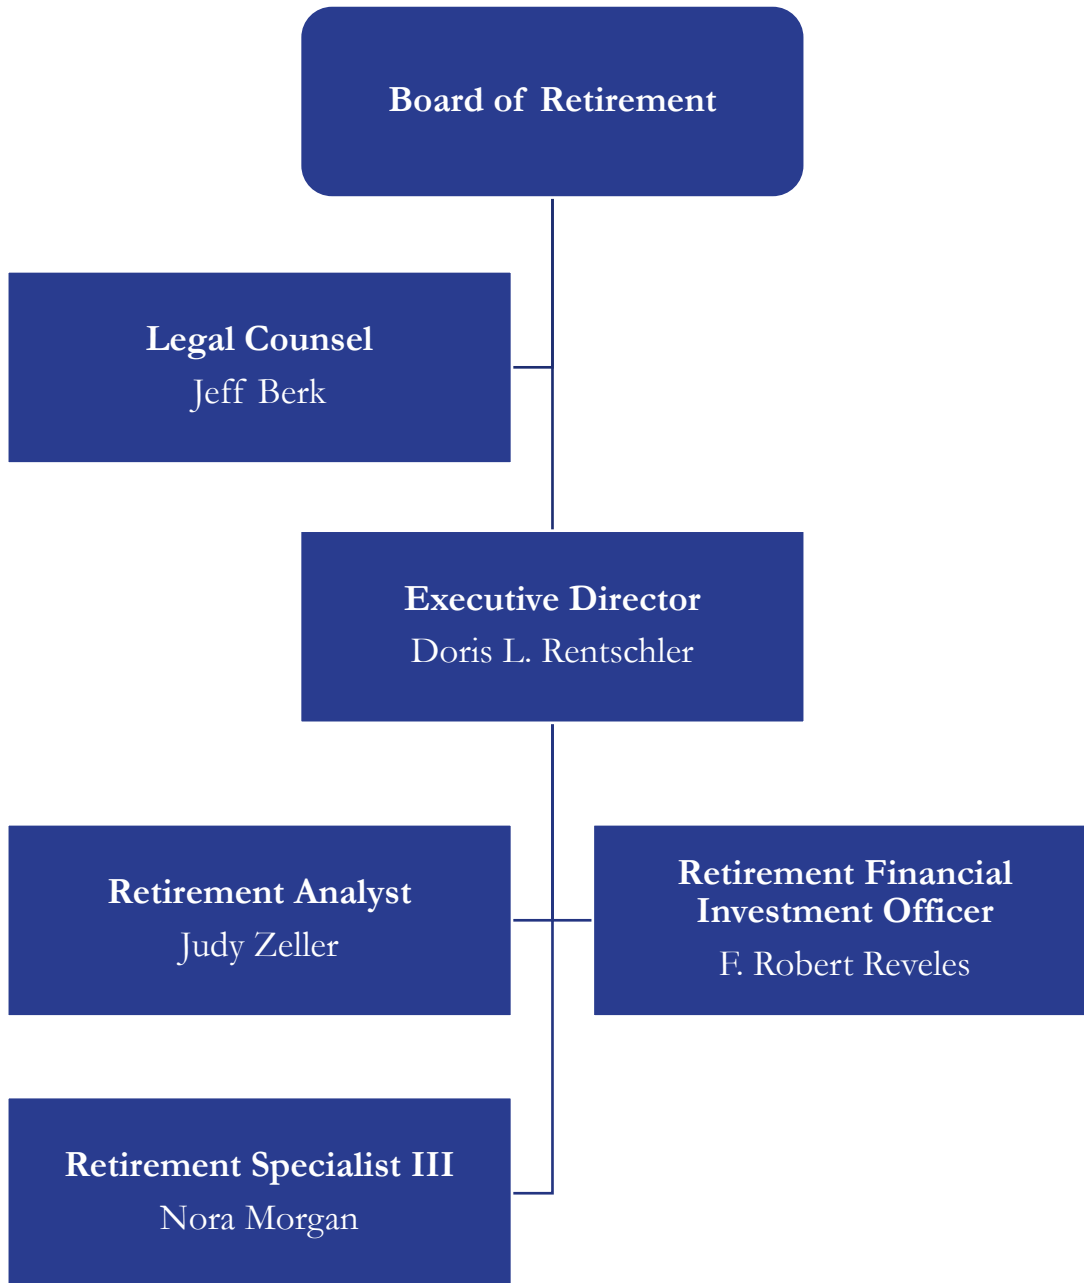 Board of Retirement
Legal Counsel
Jeff Berk
Executive Director
Doris L. Rentschler
Retirement Analyst
Judy Zeller
Retirement Financial
Investment Officer
F. Robert Reveles
Retirement Specialist III
Nora Morgan